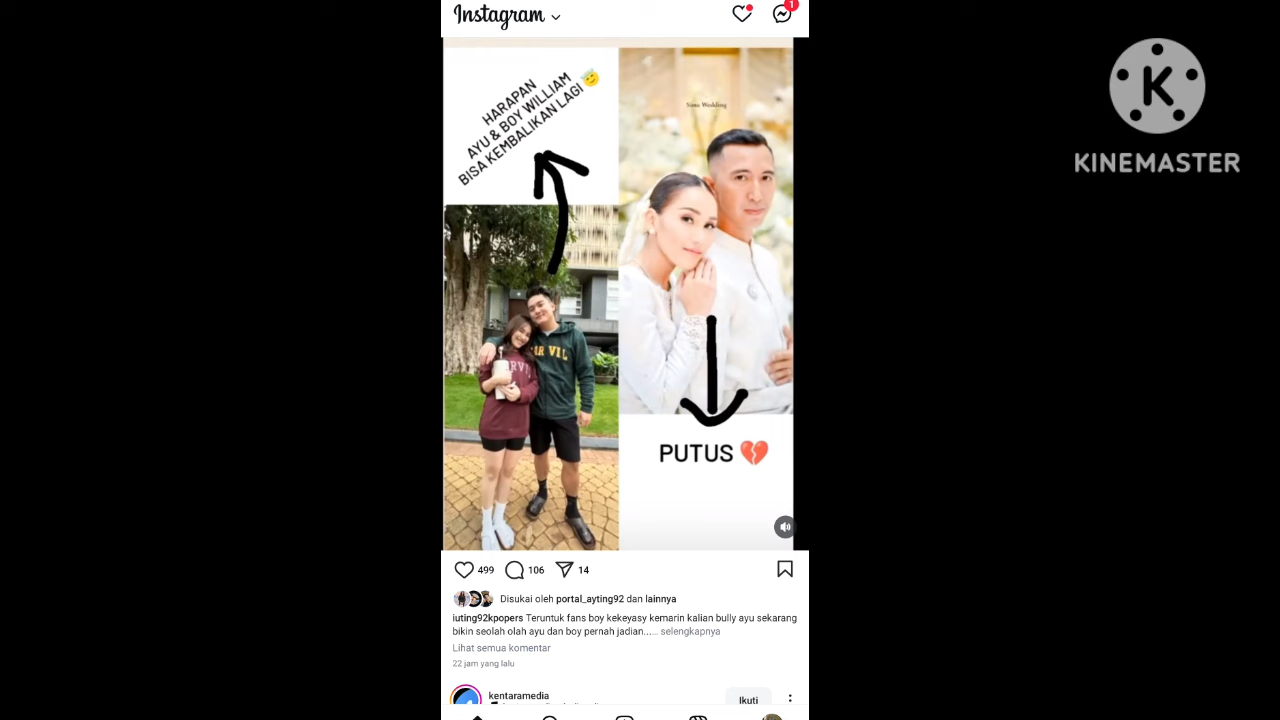 Instagram
1
HARAPAN
AYU & BOY WILLIAM
BISA KEMBALIKAN LAGI 😇
PUTUS 💔
499 106 14
Disukai oleh portal_ayting92 dan lainnya
iuting92kpopers Teruntuk fans boy kekeyasy kemarin kalian bully ayu sekarang
bikin seolah olah ayu dan boy pernah jadian...... selengkapnya
Lihat semua komentar
22 jam yang lalu
kentaramedia
Ikuti
KINEMASTER